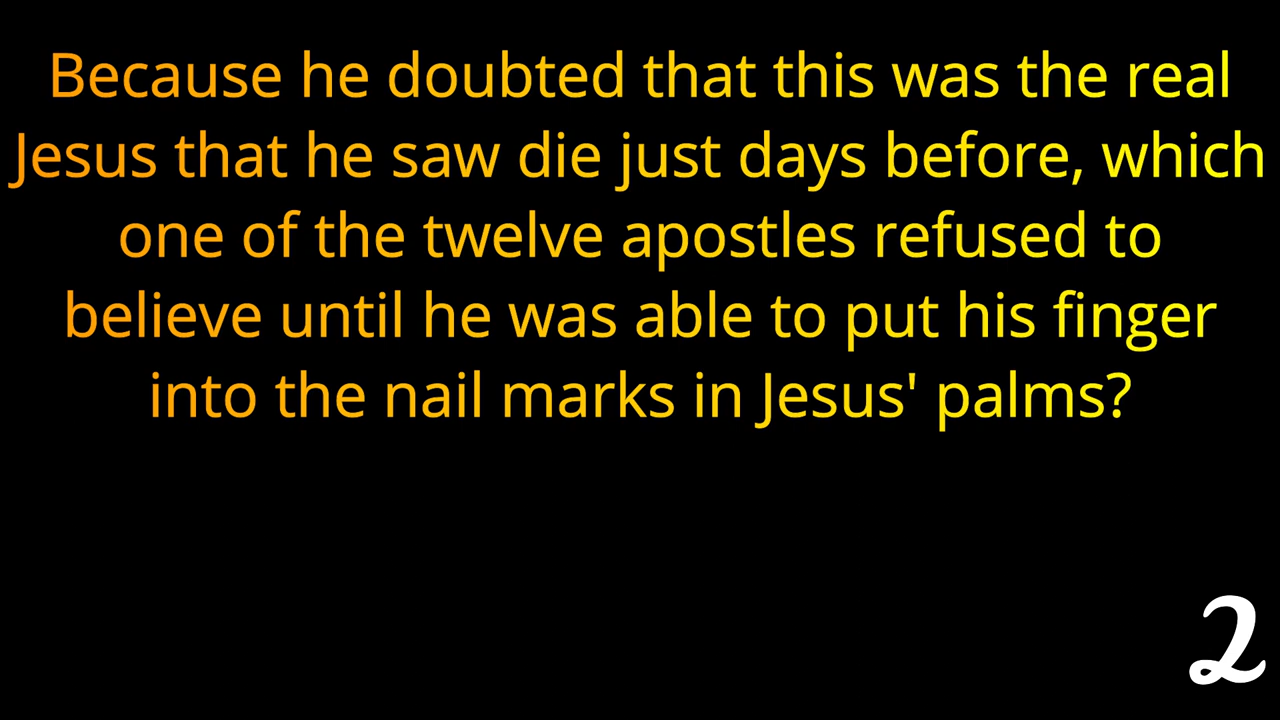 Because he doubted that this was the real
Jesus that he saw die just days before, which
one of the twelve apostles refused to
believe until he was able to put his finger
into the nail marks in Jesus' palms?
2